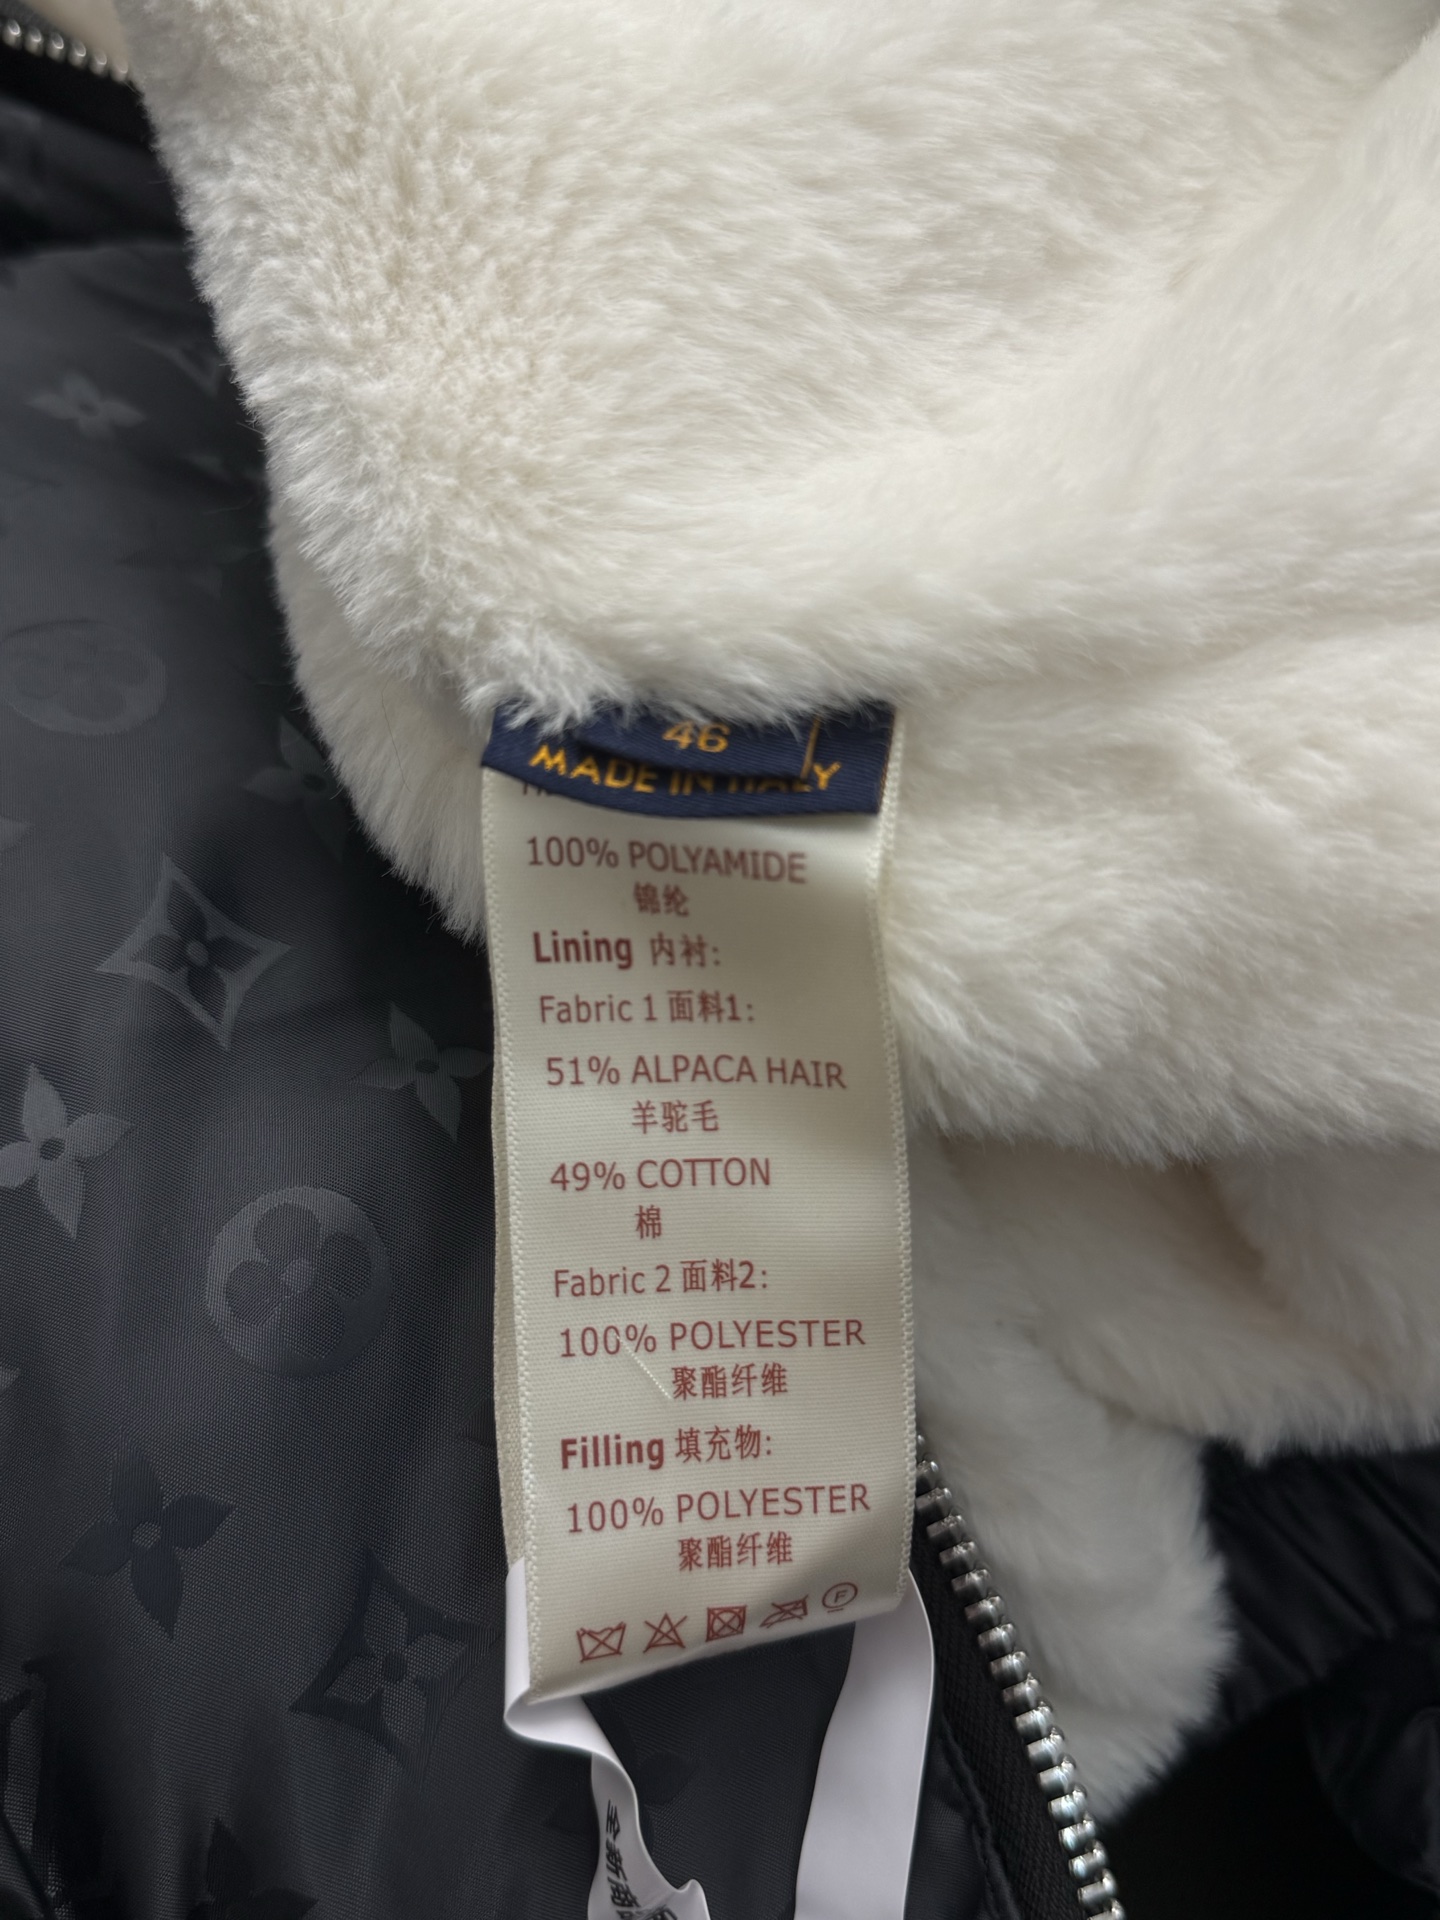 46
MADE IN ITALY
100% POLYAMIDE
锦纶
Lining 内衬:
Fabric 1 面料1:
51% ALPACA HAIR
羊驼毛
49% COTTON
棉
Fabric 2 面料2:
100% POLYESTER
聚酯纤维
Filling 填充物:
100% POLYESTER
聚酯纤维
F
全新